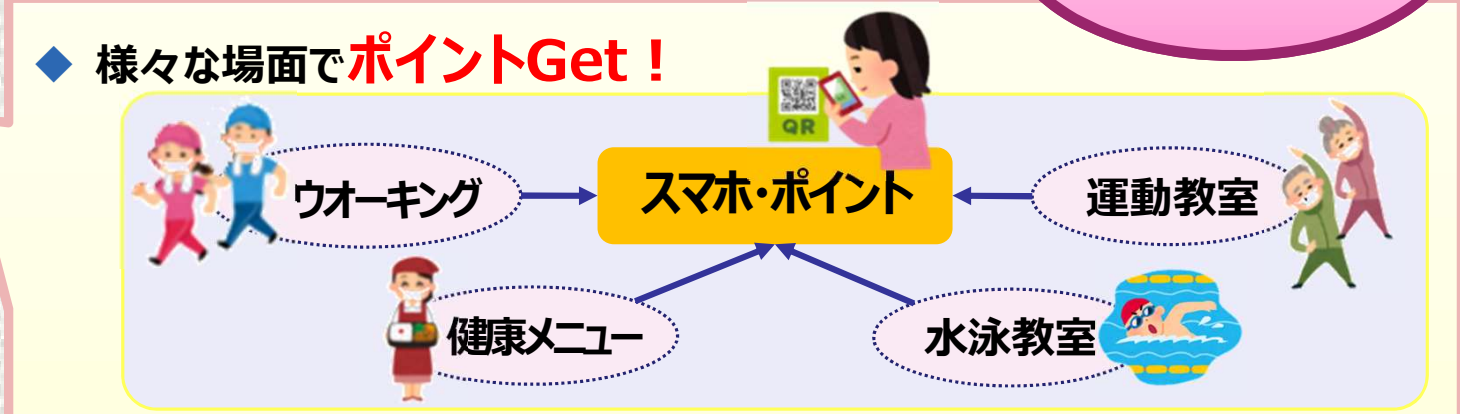 様々な場面でポイントGet!
QR
スマホ・ポイント
ウオーキング
運動教室
健康メニュー
水泳教室